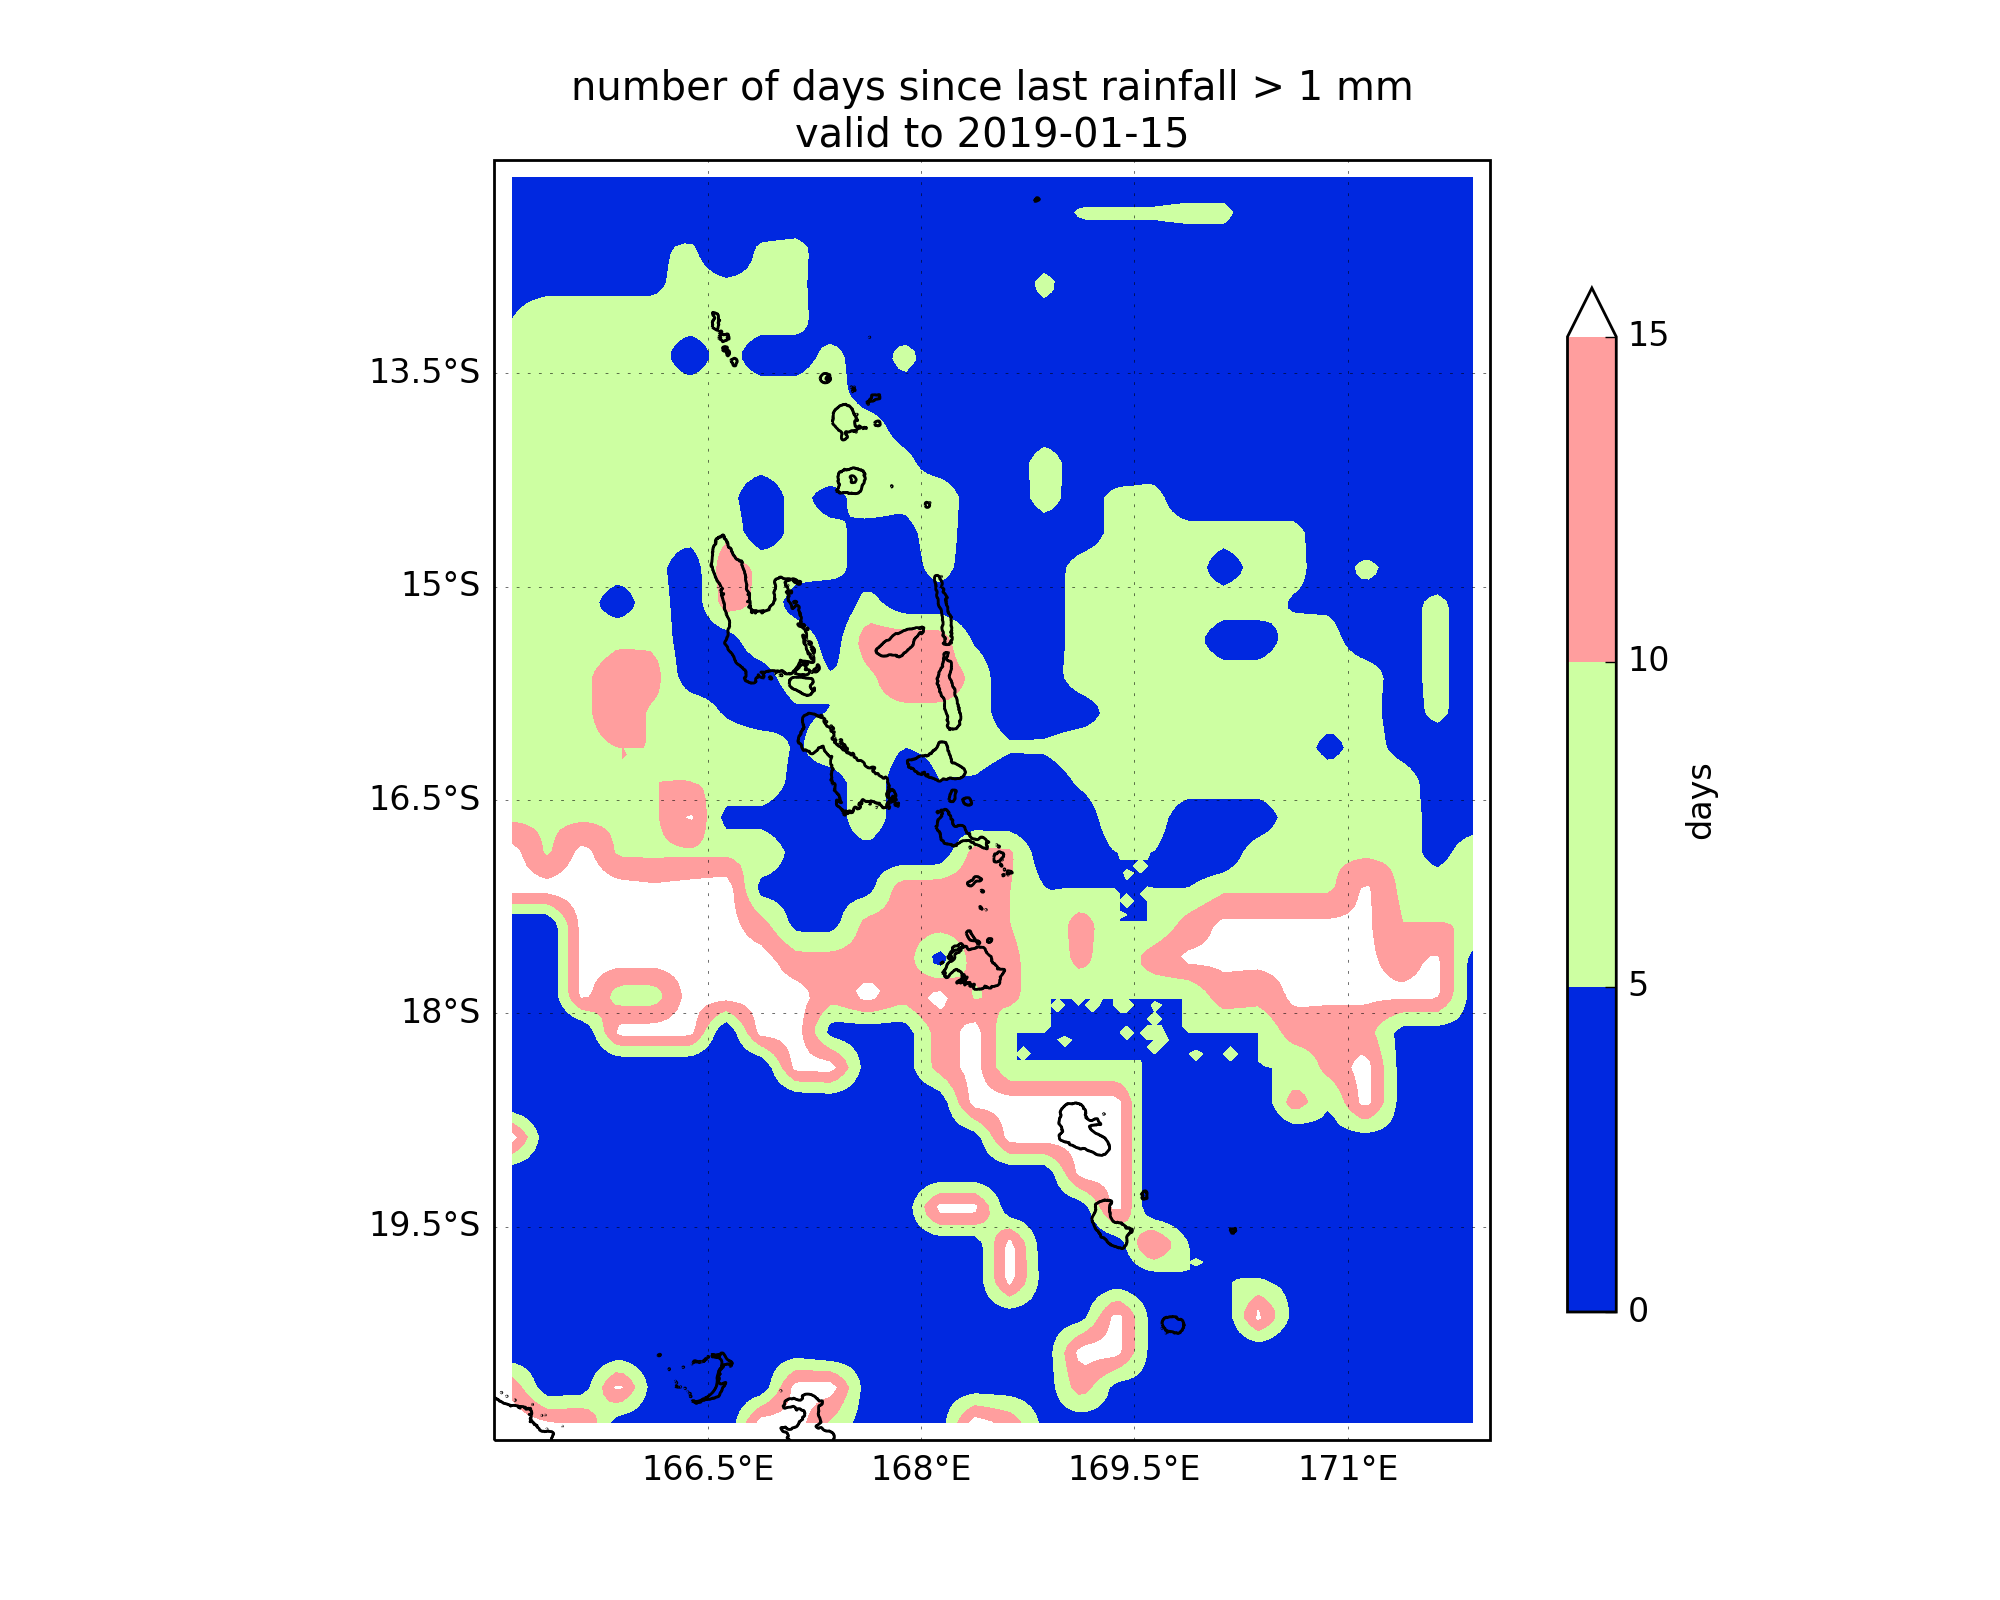 number of days since last rainfall > 1 mm
valid to 2019-01-15
13.5°S
15°S
16.5°S
18°S
19.5°S
166.5°E
168°E
169.5°E
171°E
15
10
5
0
days